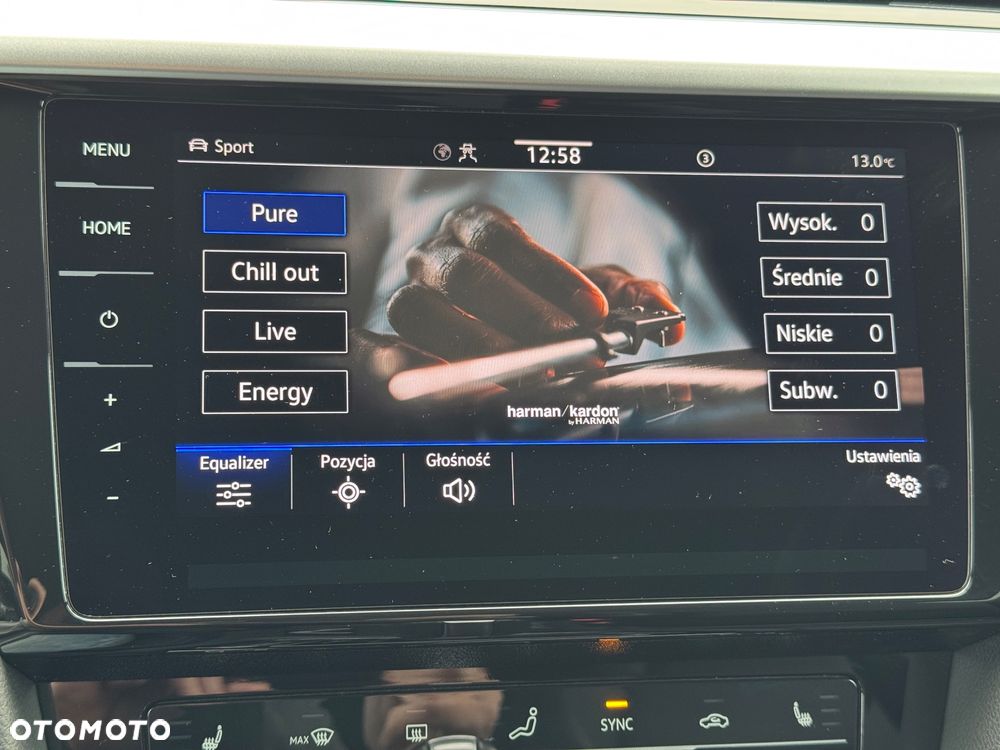 MENU
HOME
Sport
12:58
3
13.0°C
Pure
Chill out
Live
Energy
Wysok. 0
Średnie 0
Niskie 0
Subw. 0
harman/kardon
by HARMAN
Equalizer
Pozycja
Głośność
Ustawienia
MAX
SYNC
OTOMOTO